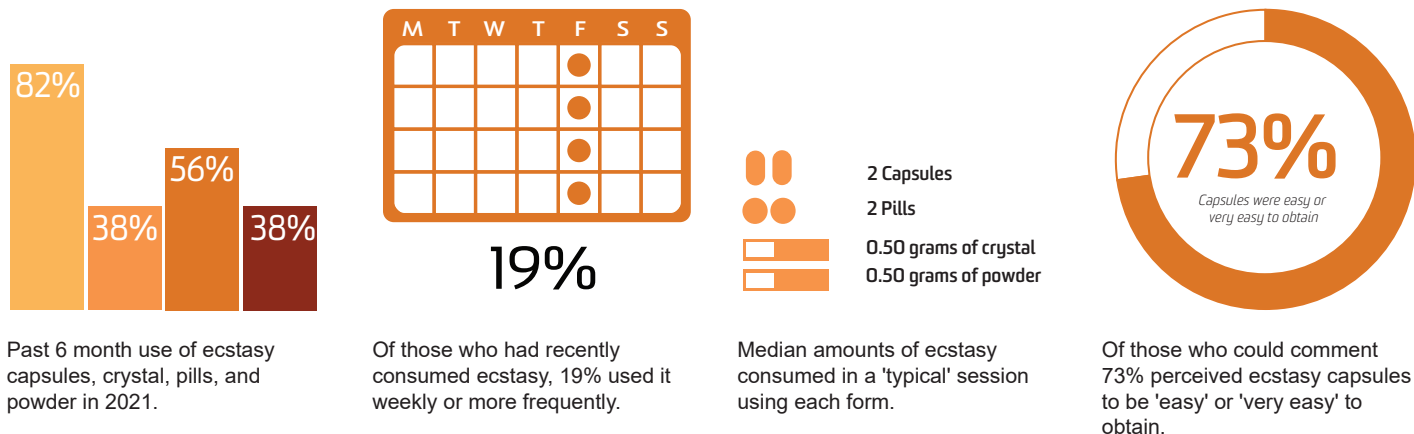 82%
38%
56%
38%
Past 6 month use of ecstasy
capsules, crystal, pills, and
powder in 2021.
M T W T F S S
19%
Of those who had recently
consumed ecstasy, 19% used it
weekly or more frequently.
2 Capsules
2 Pills
0.50 grams of crystal
0.50 grams of powder
Median amounts of ecstasy
consumed in a 'typical' session
using each form.
73%
Capsules were easy or
very easy to obtain
Of those who could comment
73% perceived ecstasy capsules
to be 'easy' or 'very easy' to
obtain.